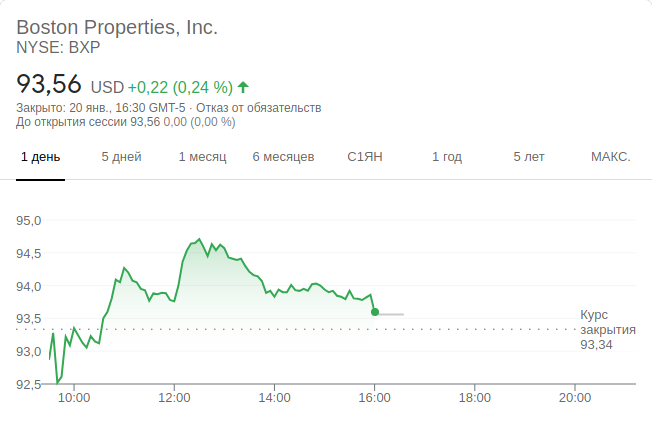 Boston Properties, Inc.
NYSE: BXP
93,56 USD +0,22 (0,24 %)
Закрыто: 20 янв., 16:30 GMT-5 · Отказ от обязательств
До открытия сессии 93,56 0,00 (0,00 %)
1 день 5 дней 1 месяц 6 месяцев С1ЯН 1 год 5 лет МАКС.
95,0
94,5
94,0
93,5
Курс
закрытия
93,34
93,0
92,5
10:00 12:00 14:00 16:00 18:00 20:00